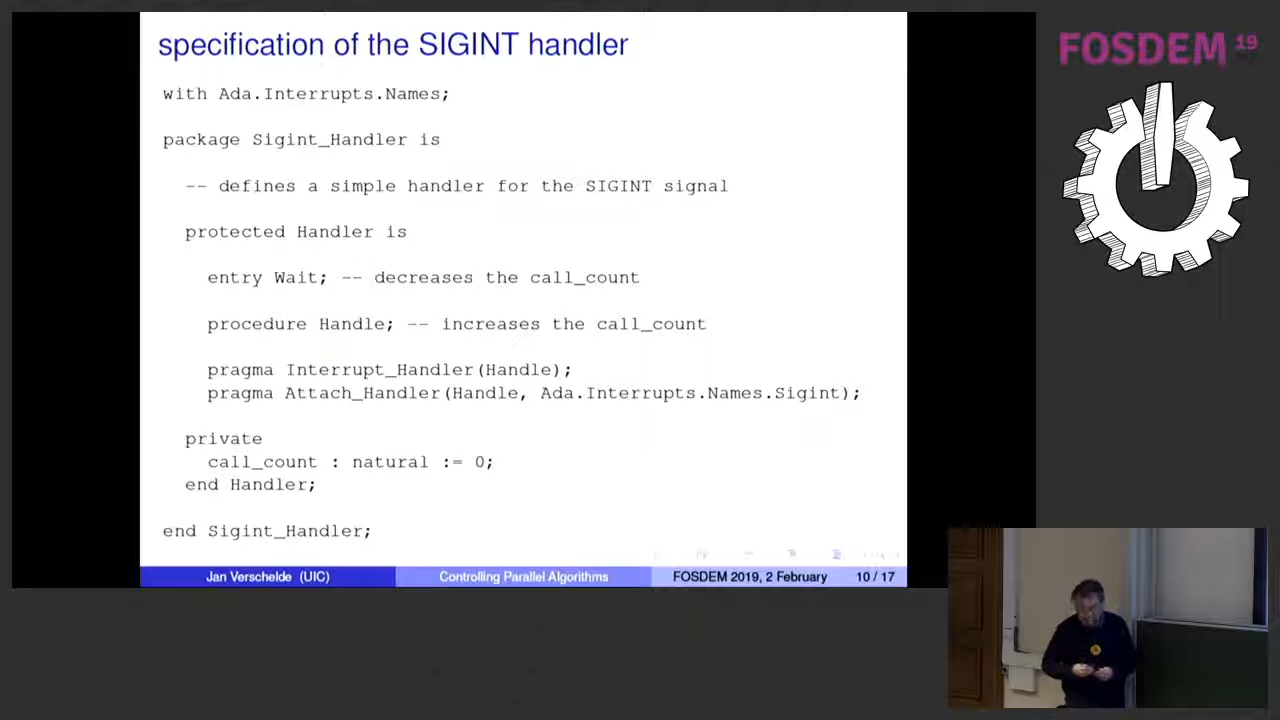 specification of the SIGINT handler
with Ada.Interrupts.Names;
package Sigint_Handler is
-- defines a simple handler for the SIGINT signal
protected Handler is
entry Wait; -- decreases the call_count
procedure Handle; -- increases the call_count
pragma Interrupt_Handler(Handle);
pragma Attach_Handler(Handle, Ada.Interrupts.Names.Sigint);
private
call_count : natural := 0;
end Handler;
end Sigint_Handler;
Jan Verschelde (UIC) Controlling Parallel Algorithms FOSDEM 2019, 2 February 10 / 17
FOSDEM 19